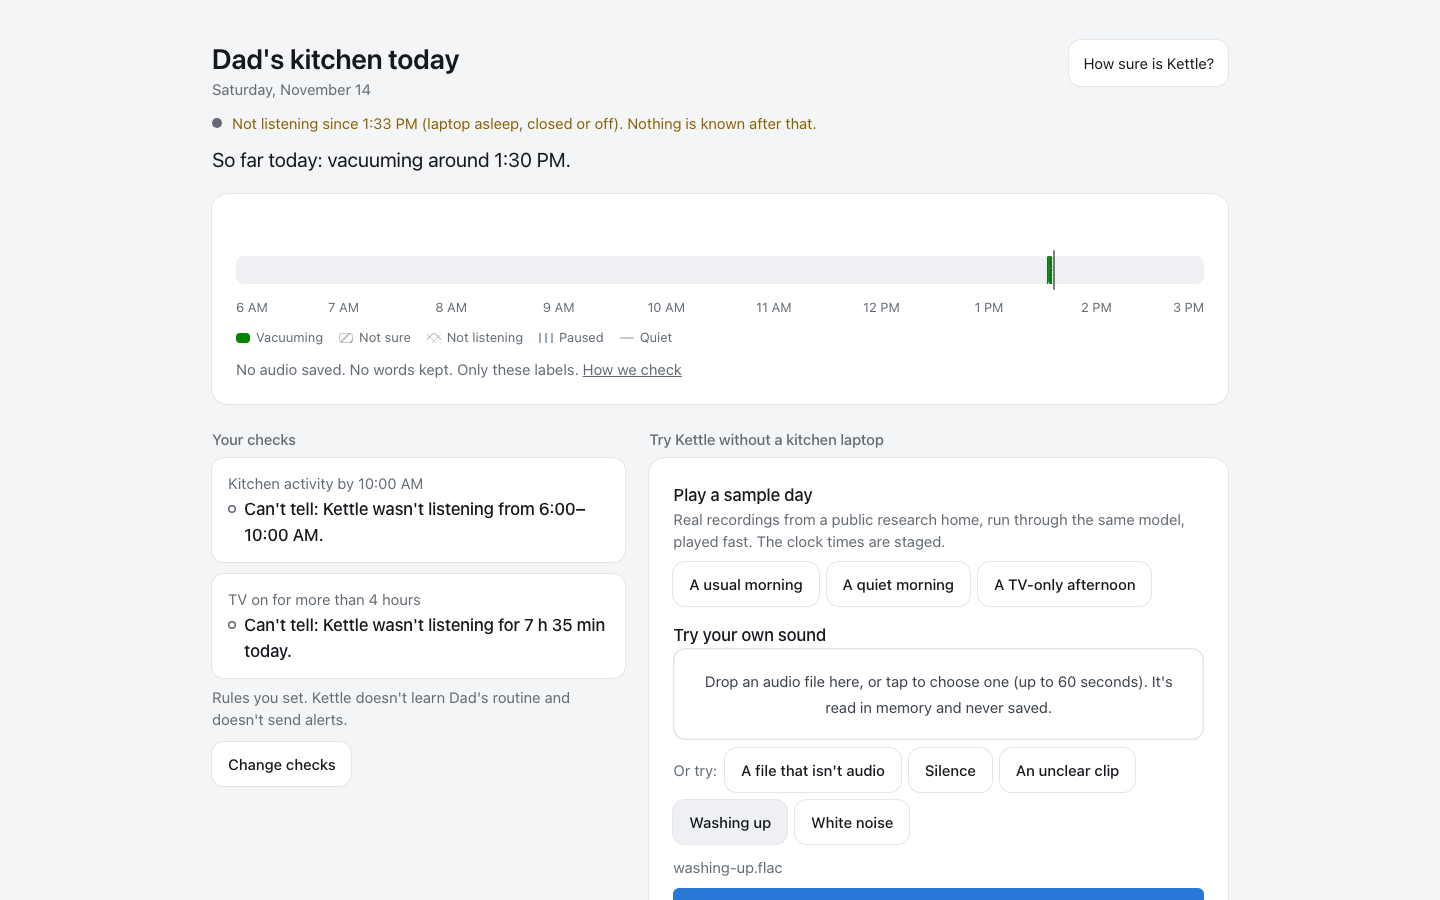 Dad's kitchen today
How sure is Kettle?
Saturday, November 14
Not listening since 1:33 PM (laptop asleep, closed or off). Nothing is known after that.
So far today: vacuuming around 1:30 PM.
6 AM 7 AM 8 AM 9 AM 10 AM 11 AM 12 PM 1 PM 2 PM 3 PM
Vacuuming Not sure Not listening Paused Quiet
No audio saved. No words kept. Only these labels. How we check
Your checks
Kitchen activity by 10:00 AM
Can't tell: Kettle wasn't listening from 6:00–
10:00 AM.
TV on for more than 4 hours
Can't tell: Kettle wasn't listening for 7 h 35 min
today.
Rules you set. Kettle doesn't learn Dad's routine and
doesn't send alerts.
Change checks
Try Kettle without a kitchen laptop
Play a sample day
Real recordings from a public research home, run through the same model,
played fast. The clock times are staged.
A usual morning A quiet morning A TV-only afternoon
Try your own sound
Drop an audio file here, or tap to choose one (up to 60 seconds). It's
read in memory and never saved.
Or try: A file that isn't audio Silence An unclear clip
Washing up White noise
washing-up.flac